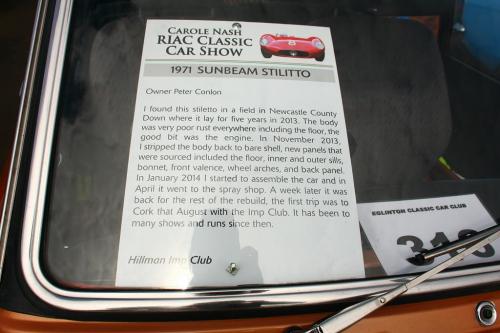 CAROLE NASH
RIAC CLASSIC
CAR SHOW
8
1971 SUNBEAM STILITTO
Owner Peter Conlon
I found this stiletto in a field in Newcastle County
Down where it lay for five years in 2013. The body
was very poor rust everywhere including the floor, the
good bit was the engine. In November 2013,
I stripped the body back to bare shell, new panels that
were sourced included the floor, inner and outer sills,
bonnet, front valence, wheel arches, and back panel.
In January 2014 I started to assemble the car and in
April it went to the spray shop. A week later it was
back for the rest of the rebuild, the first trip was to
Cork that August with the Imp Club. It has been to
many shows and runs since then.
Hillman Imp Club
EGLINTON CLASSIC CAR CLUB